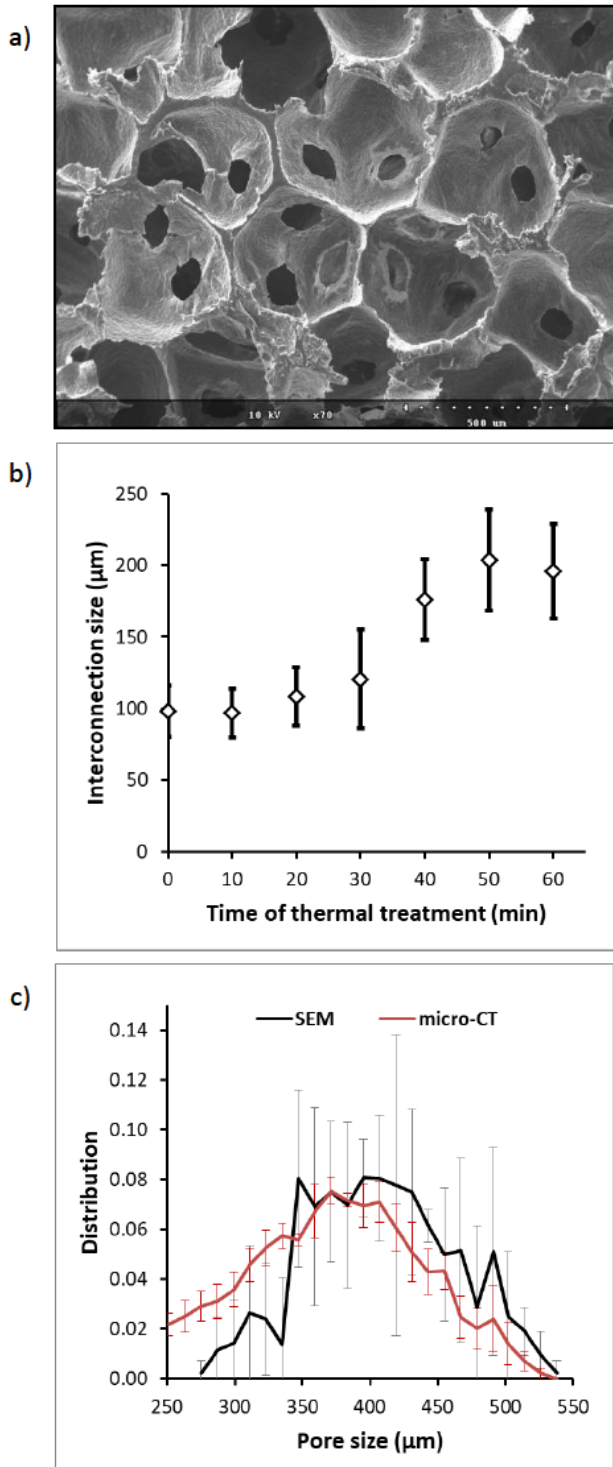 a)
10 kV x70 500 um
b)
250
200
150
100
50
0
Interconnection size (μm)
0 10 20 30 40 50 60
Time of thermal treatment (min)
c)
SEM micro-CT
0.14
0.12
0.10
0.08
0.06
0.04
0.02
0.00
Distribution
250 300 350 400 450 500 550
Pore size (μm)